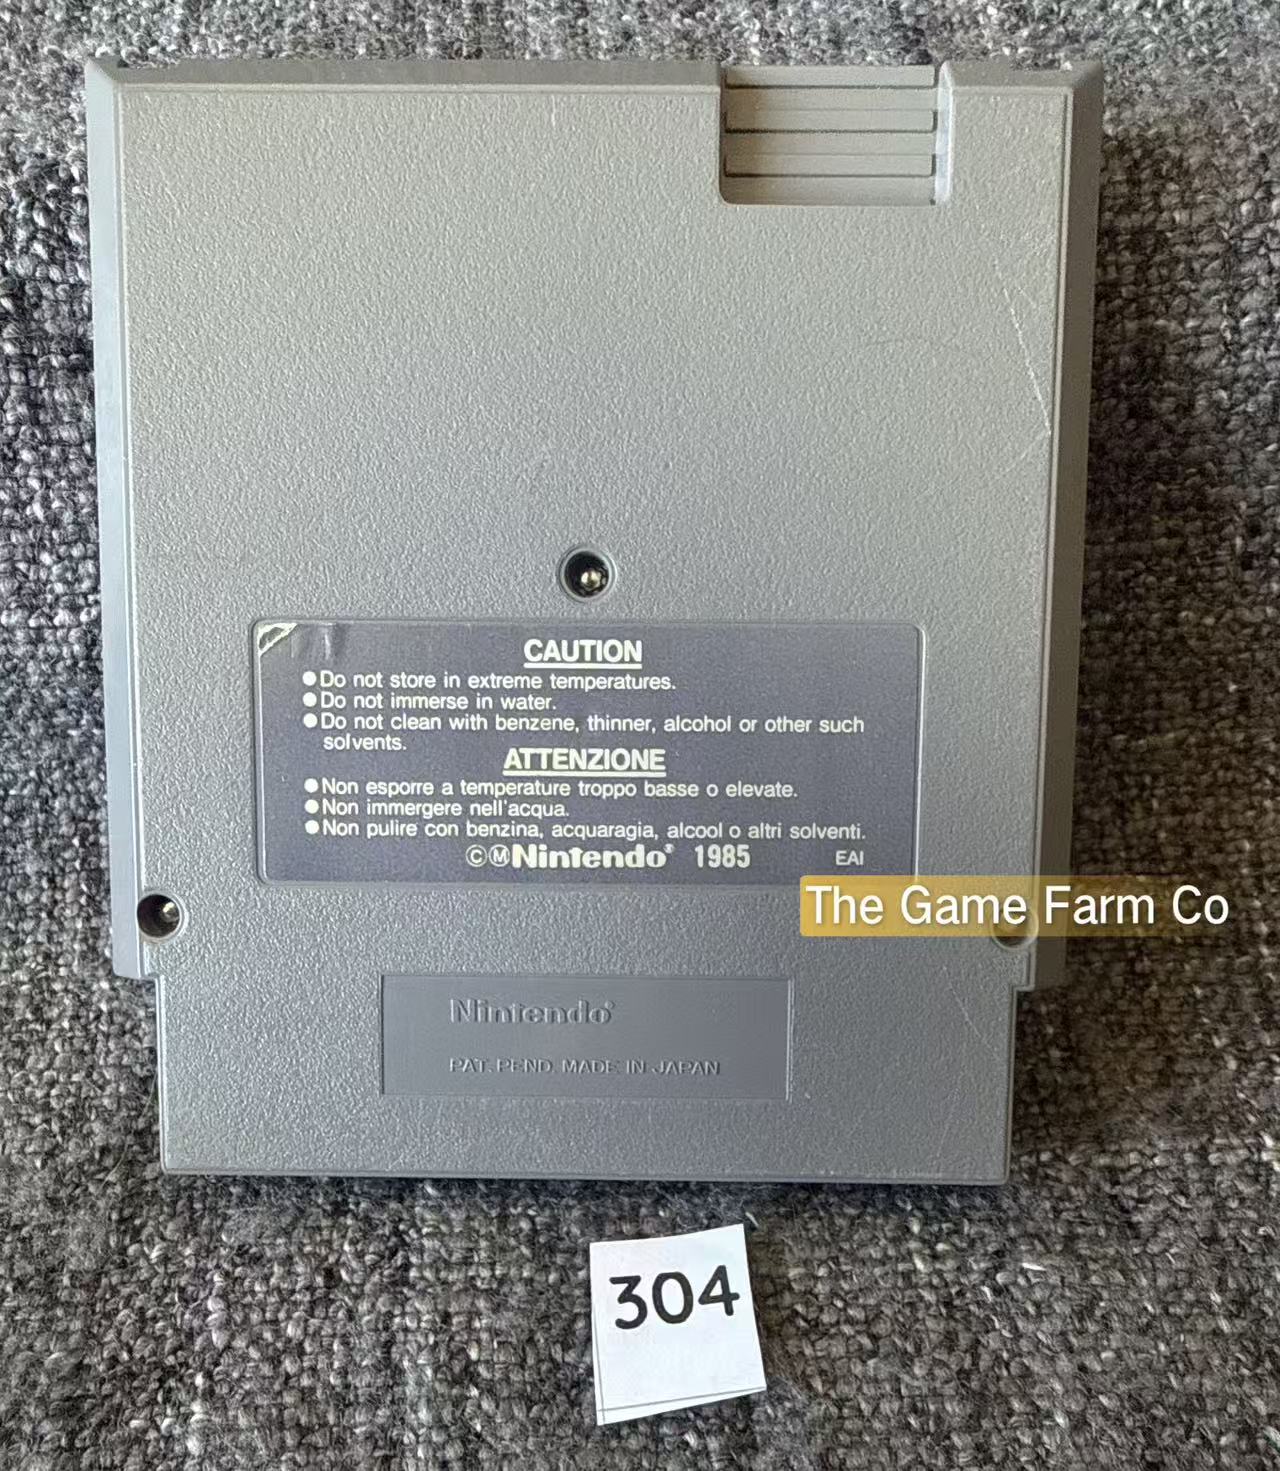 CAUTION
●Do not store in extreme temperatures.
●Do not immerse in water.
●Do not clean with benzene, thinner, alcohol or other such
solvents.
ATTENZIONE
●Non esporre a temperature troppo basse o elevate.
●Non immergere nell'acqua.
●Non pulire con benzina, acquaragia, alcool o altri solventi.
©ⓂNintendo® 1985 EAI
The Game Farm Co
Nintendo®
PAT. PEND. MADE IN JAPAN
304